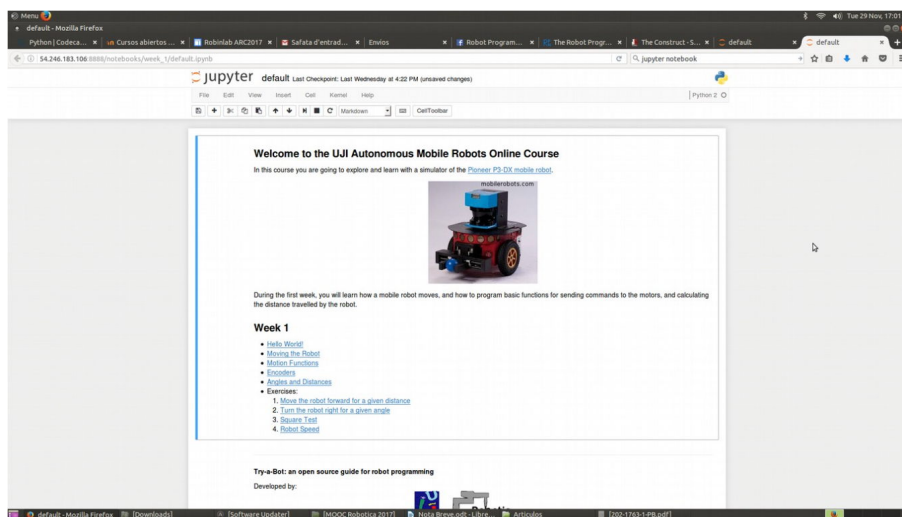 Menu
Tue 29 Nov, 17:01
default - Mozilla Firefox
Python | Codeca... × Cursos abiertos ... × Robinlab ARC2017 × Safata d'entrad... × Envios × Robot Program... × The Robot Progr... × The Construct - S... × default × default ×
54.246.183.106:8888/notebooks/week_1/default.ipynb
jupyter notebook
jupyter default Last Checkpoint: Last Wednesday at 4:22 PM (unsaved changes)
File Edit View Insert Cell Kernel Help
Python 2
Markdown CellToolbar
Welcome to the UJI Autonomous Mobile Robots Online Course
In this course you are going to explore and learn with a simulator of the Pioneer P3-DX mobile robot.
mobilerobots.com
During the first week, you will learn how a mobile robot moves, and how to program basic functions for sending commands to the motors, and calculating
the distance travelled by the robot.
Week 1
• Hello World!
• Moving the Robot
• Motion Functions
• Encoders
• Angles and Distances
• Exercises:
1. Move the robot forward for a given distance
2. Turn the robot right for a given angle
3. Square Test
4. Robot Speed
Try-a-Bot: an open source guide for robot programming
Developed by:
default - Mozilla Firefox [Downloads] [Software Updater] [MOOC Robotica 2017] Nota Breve.odt - Libre... Articulos [202-1763-1-PB.pdf]